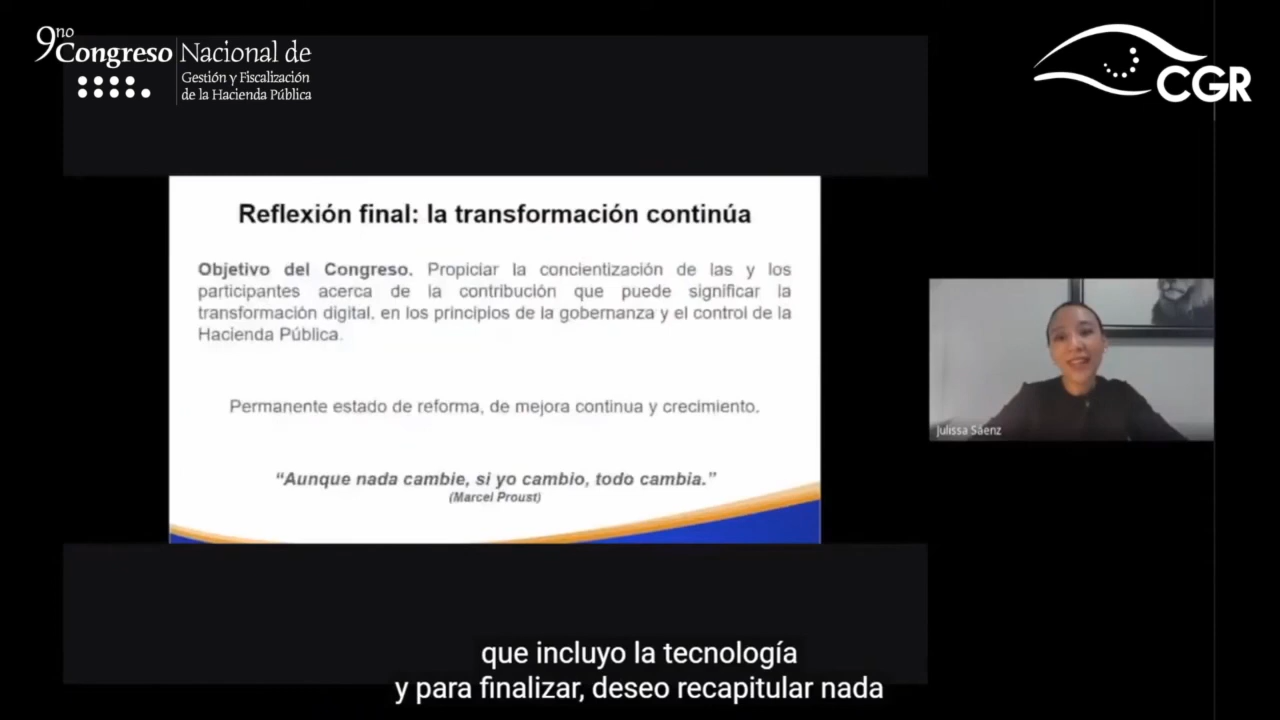 9no
Congreso Nacional de
Gestión y Fiscalización
de la Hacienda Pública
CGR
Reflexión final: la transformación continúa
Objetivo del Congreso. Propiciar la concientización de las y los
participantes acerca de la contribución que puede significar la
transformación digital, en los principios de la gobernanza y el control de la
Hacienda Pública.
Permanente estado de reforma, de mejora continua y crecimiento.
“Aunque nada cambie, si yo cambio, todo cambia.”
(Marcel Proust)
Julissa Sáenz
que incluyo la tecnología
y para finalizar, deseo recapitular nada